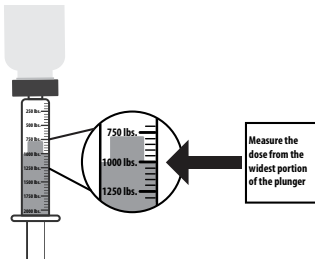 250 lbs.
500 lbs.
750 lbs.
1000 lbs.
1250 lbs.
1500 lbs.
1750 lbs.
2000 lbs.
750 lbs.
1000 lbs.
1250 lbs.
Measure the
dose from the
widest portion
of the plunger